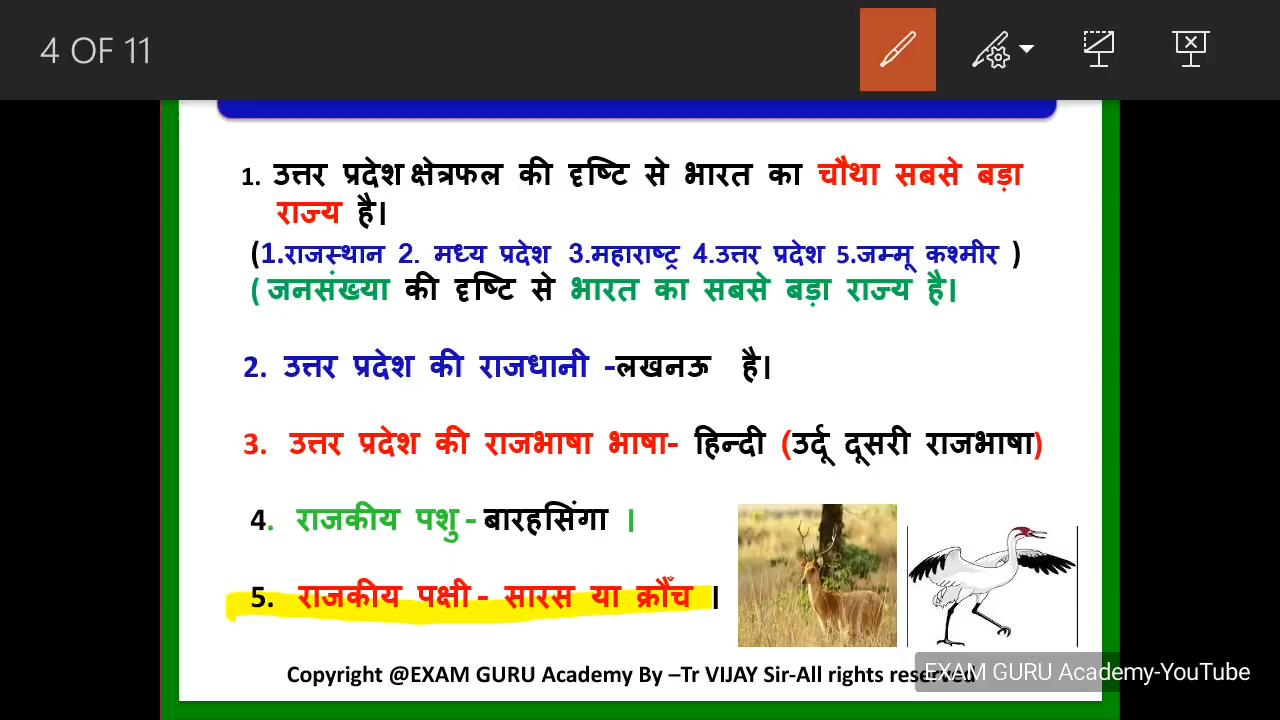 4 OF 11
1. उत्तर प्रदेश क्षेत्रफल की दृष्टि से भारत का चौथा सबसे बड़ा
राज्य है।
(1.राजस्थान 2. मध्य प्रदेश 3.महाराष्ट्र 4.उत्तर प्रदेश 5.जम्मू कश्मीर )
( जनसंख्या की दृष्टि से भारत का सबसे बड़ा राज्य है।
2. उत्तर प्रदेश की राजधानी -लखनऊ है।
3. उत्तर प्रदेश की राजभाषा भाषा- हिन्दी (उर्दू दूसरी राजभाषा)
4. राजकीय पशु - बारहसिंगा ।
5. राजकीय पक्षी - सारस या क्रौंच ।
Copyright @EXAM GURU Academy By –Tr VIJAY Sir-All rights reserved
EXAM GURU Academy-YouTube